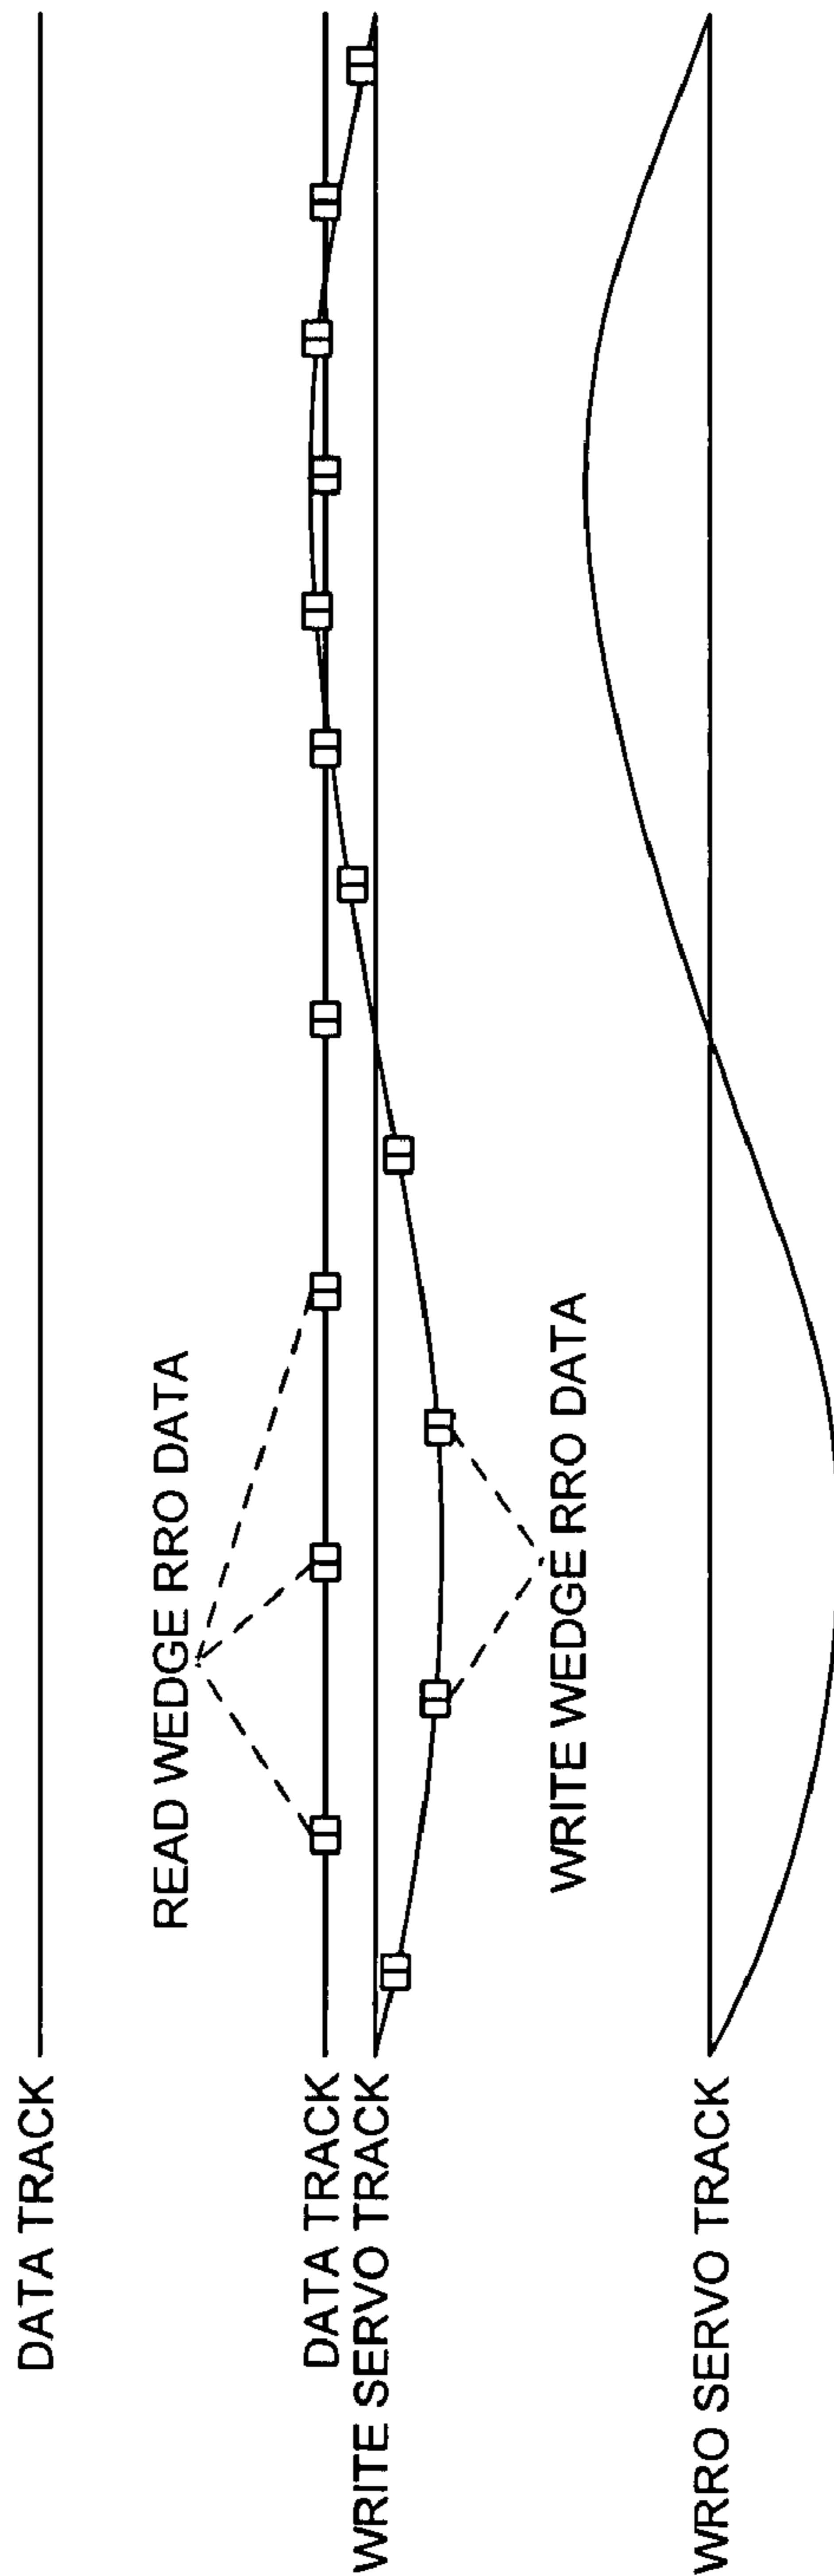 DATA TRACK
READ WEDGE RRO DATA
DATA TRACK
WRITE SERVO TRACK
WRITE WEDGE RRO DATA
WRRO SERVO TRACK